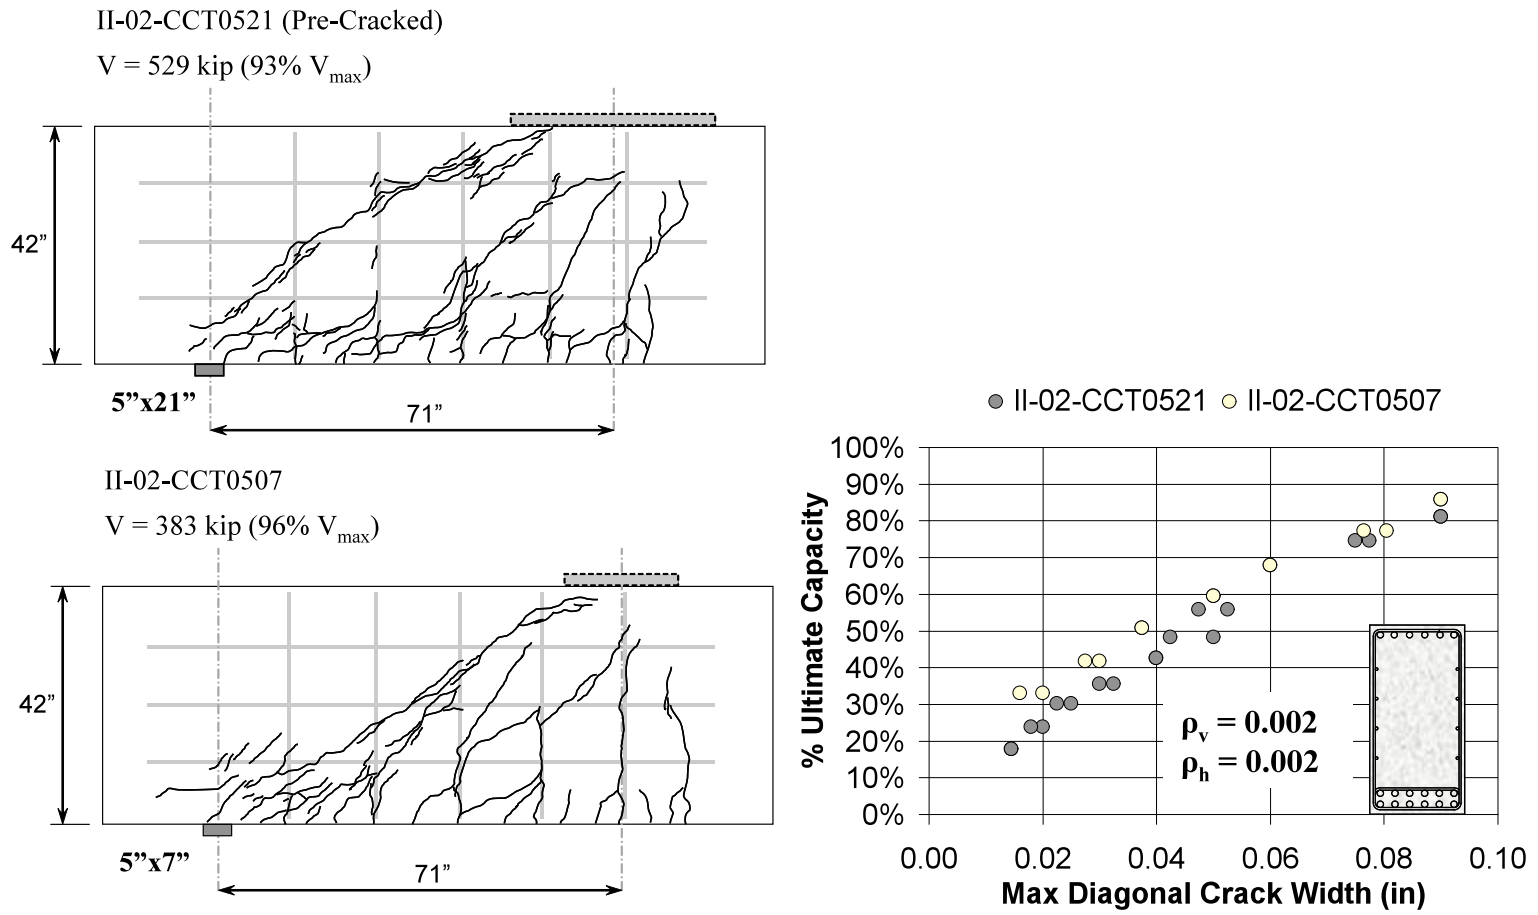 II-02-CCT0521 (Pre-Cracked)
V = 529 kip (93% Vmax)
42”
5”x21”
71”
II-02-CCT0507
V = 383 kip (96% Vmax)
42”
5”x7”
71”
II-02-CCT0521 II-02-CCT0507
% Ultimate Capacity
100%
90%
80%
70%
60%
50%
40%
30%
20%
10%
0%
ρv = 0.002
ρh = 0.002
0.00 0.02 0.04 0.06 0.08 0.10
Max Diagonal Crack Width (in)